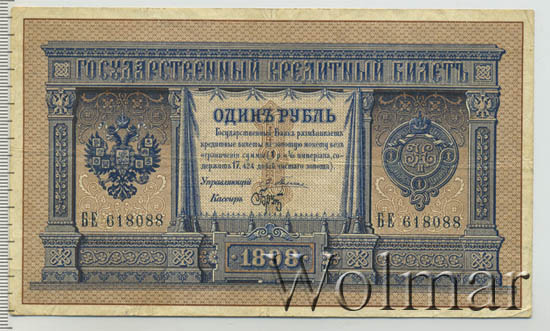 ГОСУДАРСТВЕННЫЙ КРЕДИТНЫЙ БИЛЕТЪ
ОДИНЪ РУБЛЬ
Государственный Банкъ размѣниваетъ
кредитные билеты на золотую монету безъ
ограниченія суммы (1 р. = 1/15 имперіала, со-
держитъ 17,424 долей чистаго золота).
Управляющій
Кассиръ
БЕ 618088
БЕ 618088
1898
Wolmar